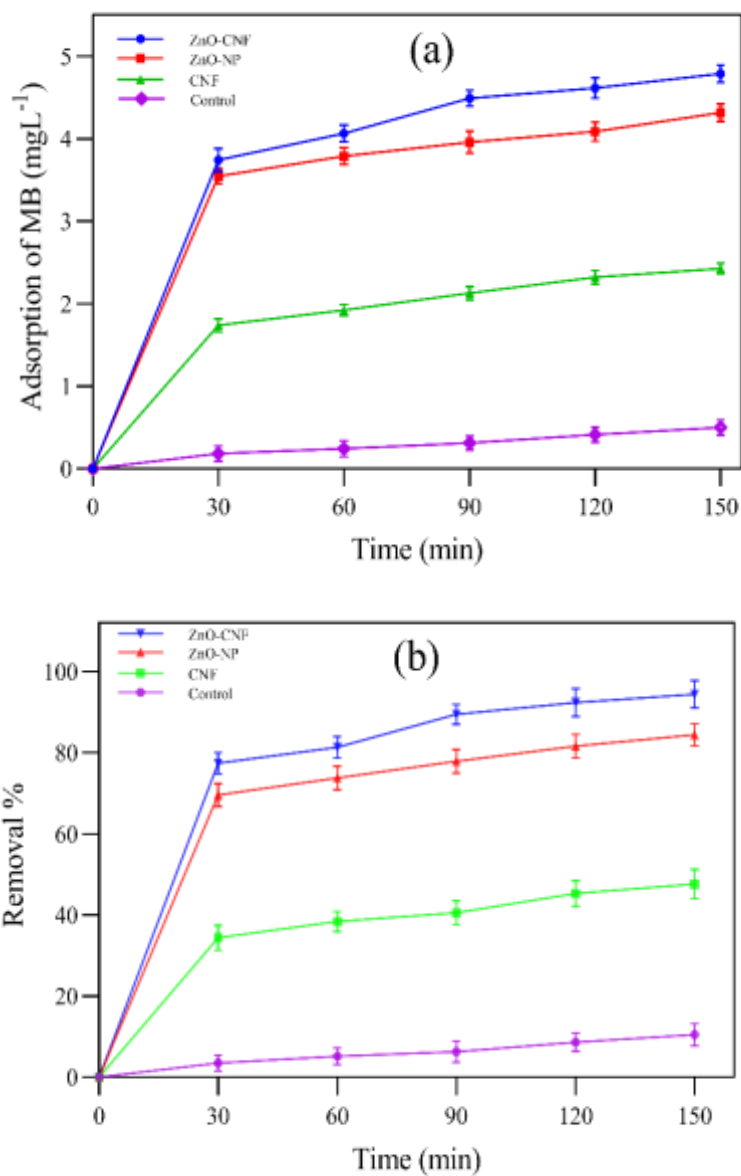 (a)
ZnO-CNF
ZnO-NP
CNF
Control
Adsorption of MB (mgL⁻¹)
5
4
3
2
1
0
0 30 60 90 120 150
Time (min)
(b)
ZnO-CNF
ZnO-NP
CNF
Control
Removal %
100
80
60
40
20
0
0 30 60 90 120 150
Time (min)